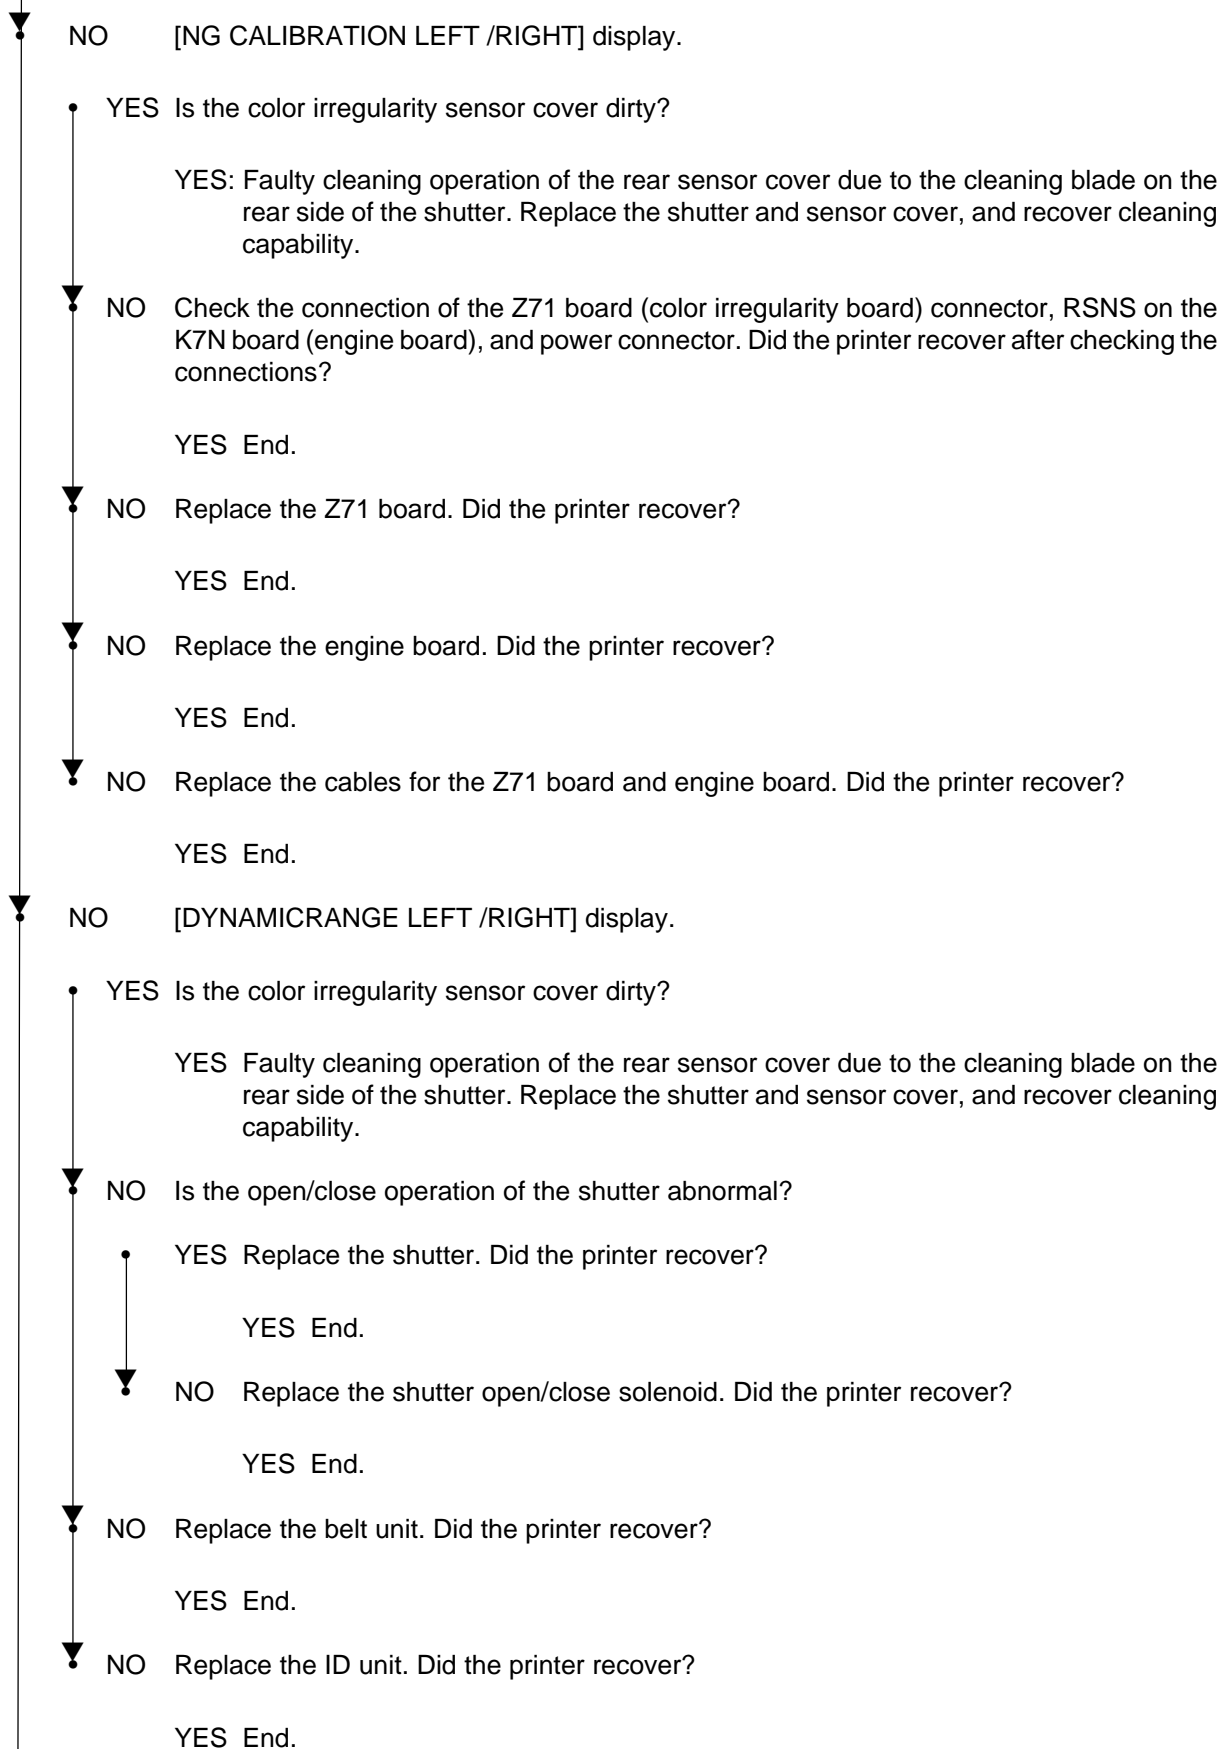 NO [NG CALIBRATION LEFT /RIGHT] display.
YES Is the color irregularity sensor cover dirty?
YES: Faulty cleaning operation of the rear sensor cover due to the cleaning blade on the
rear side of the shutter. Replace the shutter and sensor cover, and recover cleaning
capability.
NO Check the connection of the Z71 board (color irregularity board) connector, RSNS on the
K7N board (engine board), and power connector. Did the printer recover after checking the
connections?
YES End.
NO Replace the Z71 board. Did the printer recover?
YES End.
NO Replace the engine board. Did the printer recover?
YES End.
NO Replace the cables for the Z71 board and engine board. Did the printer recover?
YES End.
NO [DYNAMICRANGE LEFT /RIGHT] display.
YES Is the color irregularity sensor cover dirty?
YES Faulty cleaning operation of the rear sensor cover due to the cleaning blade on the
rear side of the shutter. Replace the shutter and sensor cover, and recover cleaning
capability.
NO Is the open/close operation of the shutter abnormal?
YES Replace the shutter. Did the printer recover?
YES End.
NO Replace the shutter open/close solenoid. Did the printer recover?
YES End.
NO Replace the belt unit. Did the printer recover?
YES End.
NO Replace the ID unit. Did the printer recover?
YES End.